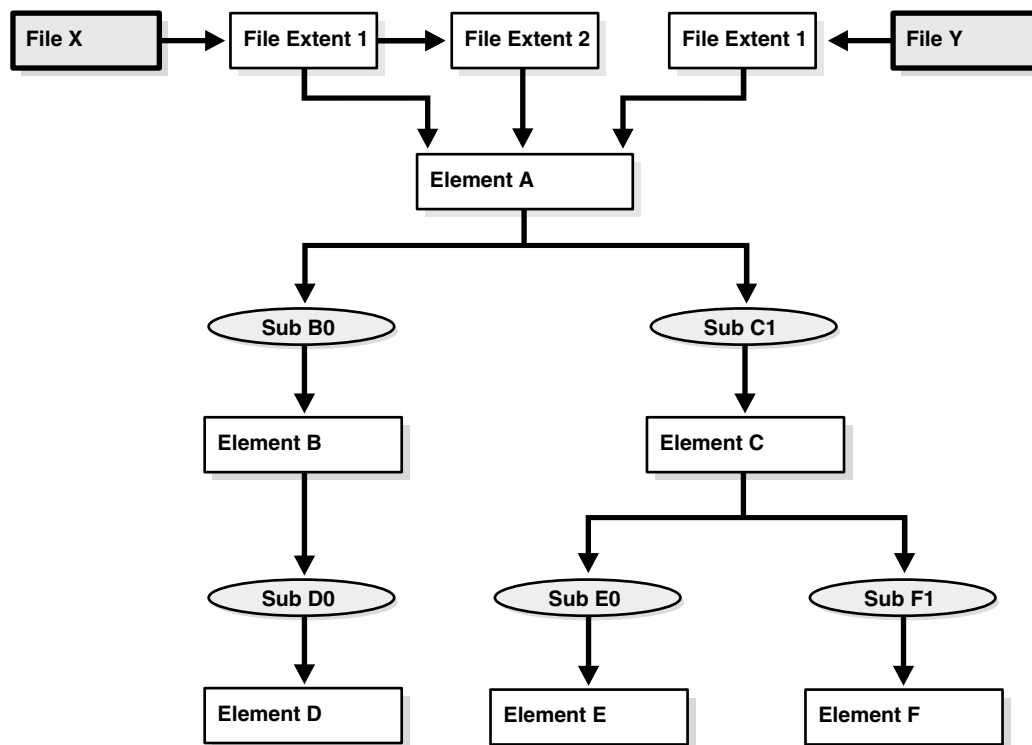 File X
File Extent 1
File Extent 2
File Extent 1
File Y
Element A
Sub B0
Sub C1
Element B
Element C
Sub D0
Sub E0
Sub F1
Element D
Element E
Element F